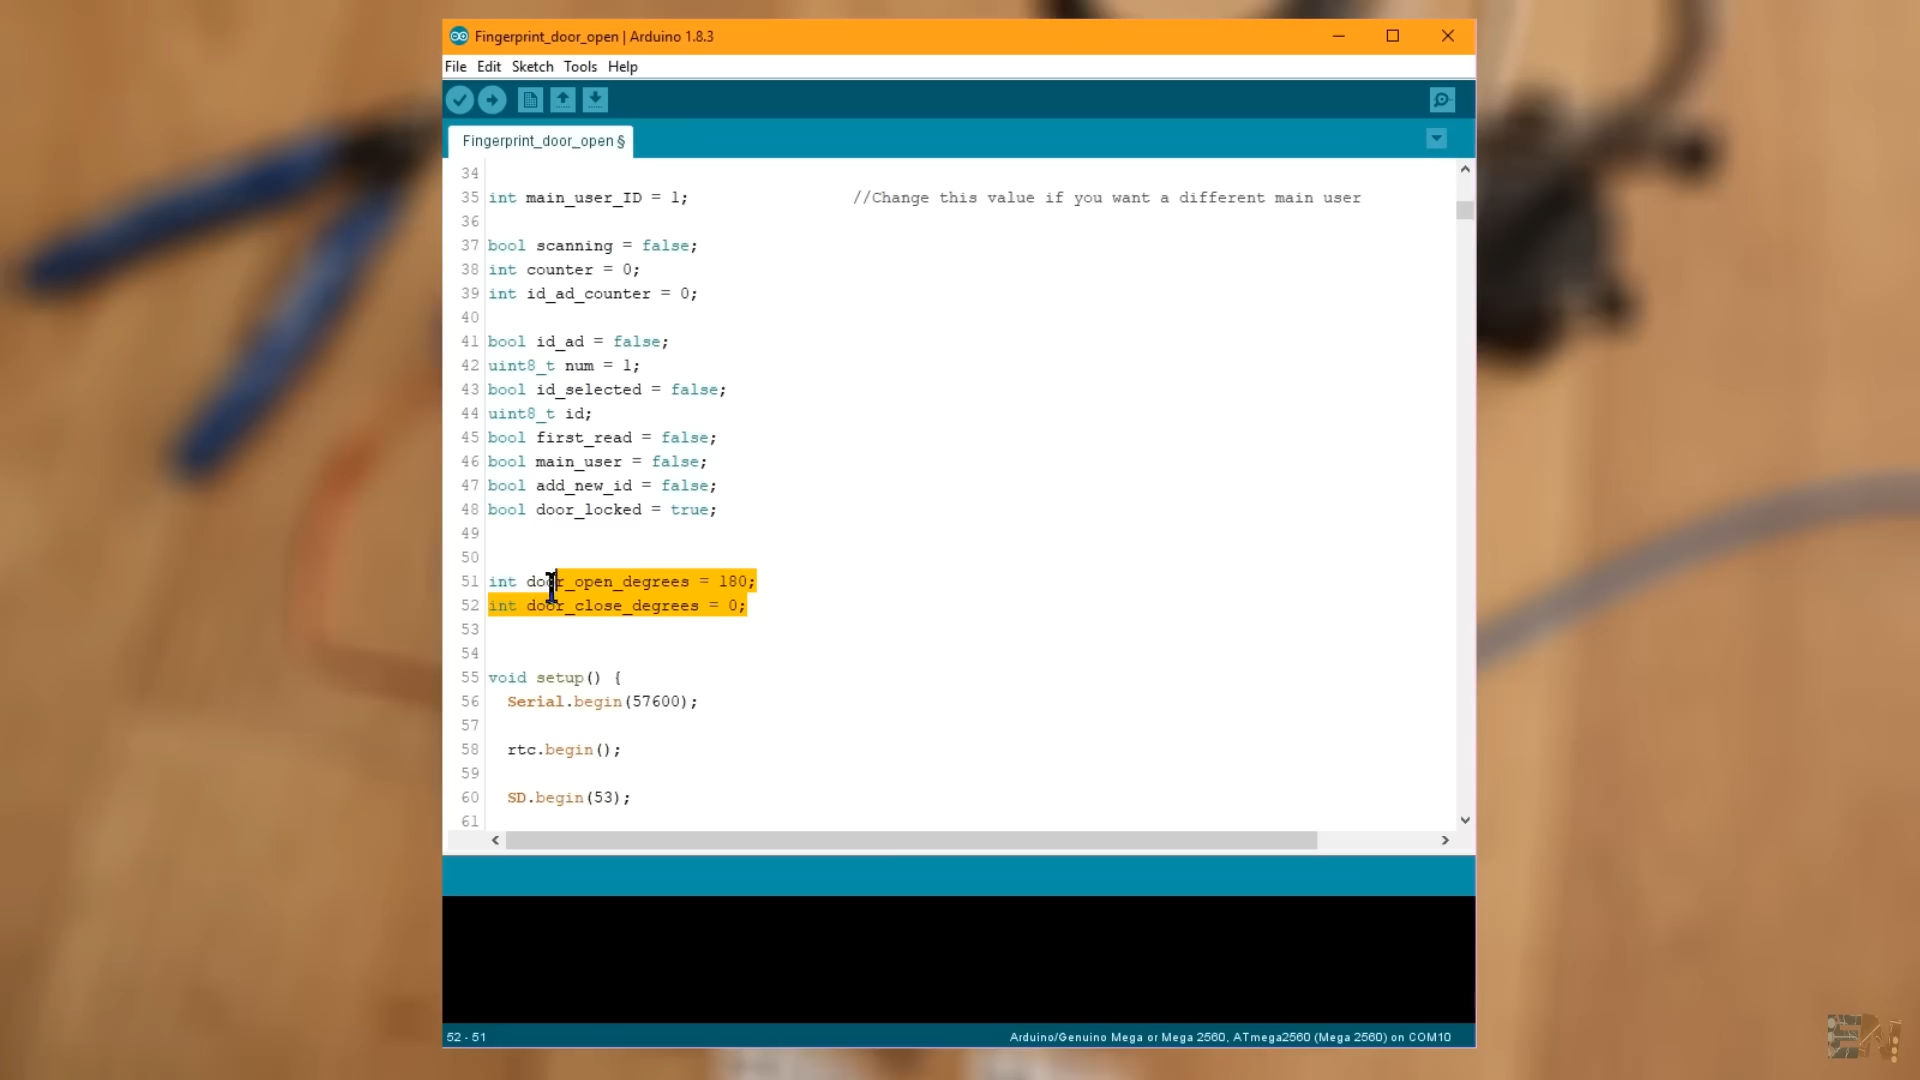 Fingerprint_door_open | Arduino 1.8.3
File Edit Sketch Tools Help
Fingerprint_door_open §
34
35 int main_user_ID = 1; //Change this value if you want a different main user
36
37 bool scanning = false;
38 int counter = 0;
39 int id_ad_counter = 0;
40
41 bool id_ad = false;
42 uint8_t num = 1;
43 bool id_selected = false;
44 uint8_t id;
45 bool first_read = false;
46 bool main_user = false;
47 bool add_new_id = false;
48 bool door_locked = true;
49
50
51 int door_open_degrees = 180;
52 int door_close_degrees = 0;
53
54
55 void setup() {
56 Serial.begin(57600);
57
58 rtc.begin();
59
60 SD.begin(53);
61
52 - 51 Arduino/Genuino Mega or Mega 2560, ATmega2560 (Mega 2560) on COM10